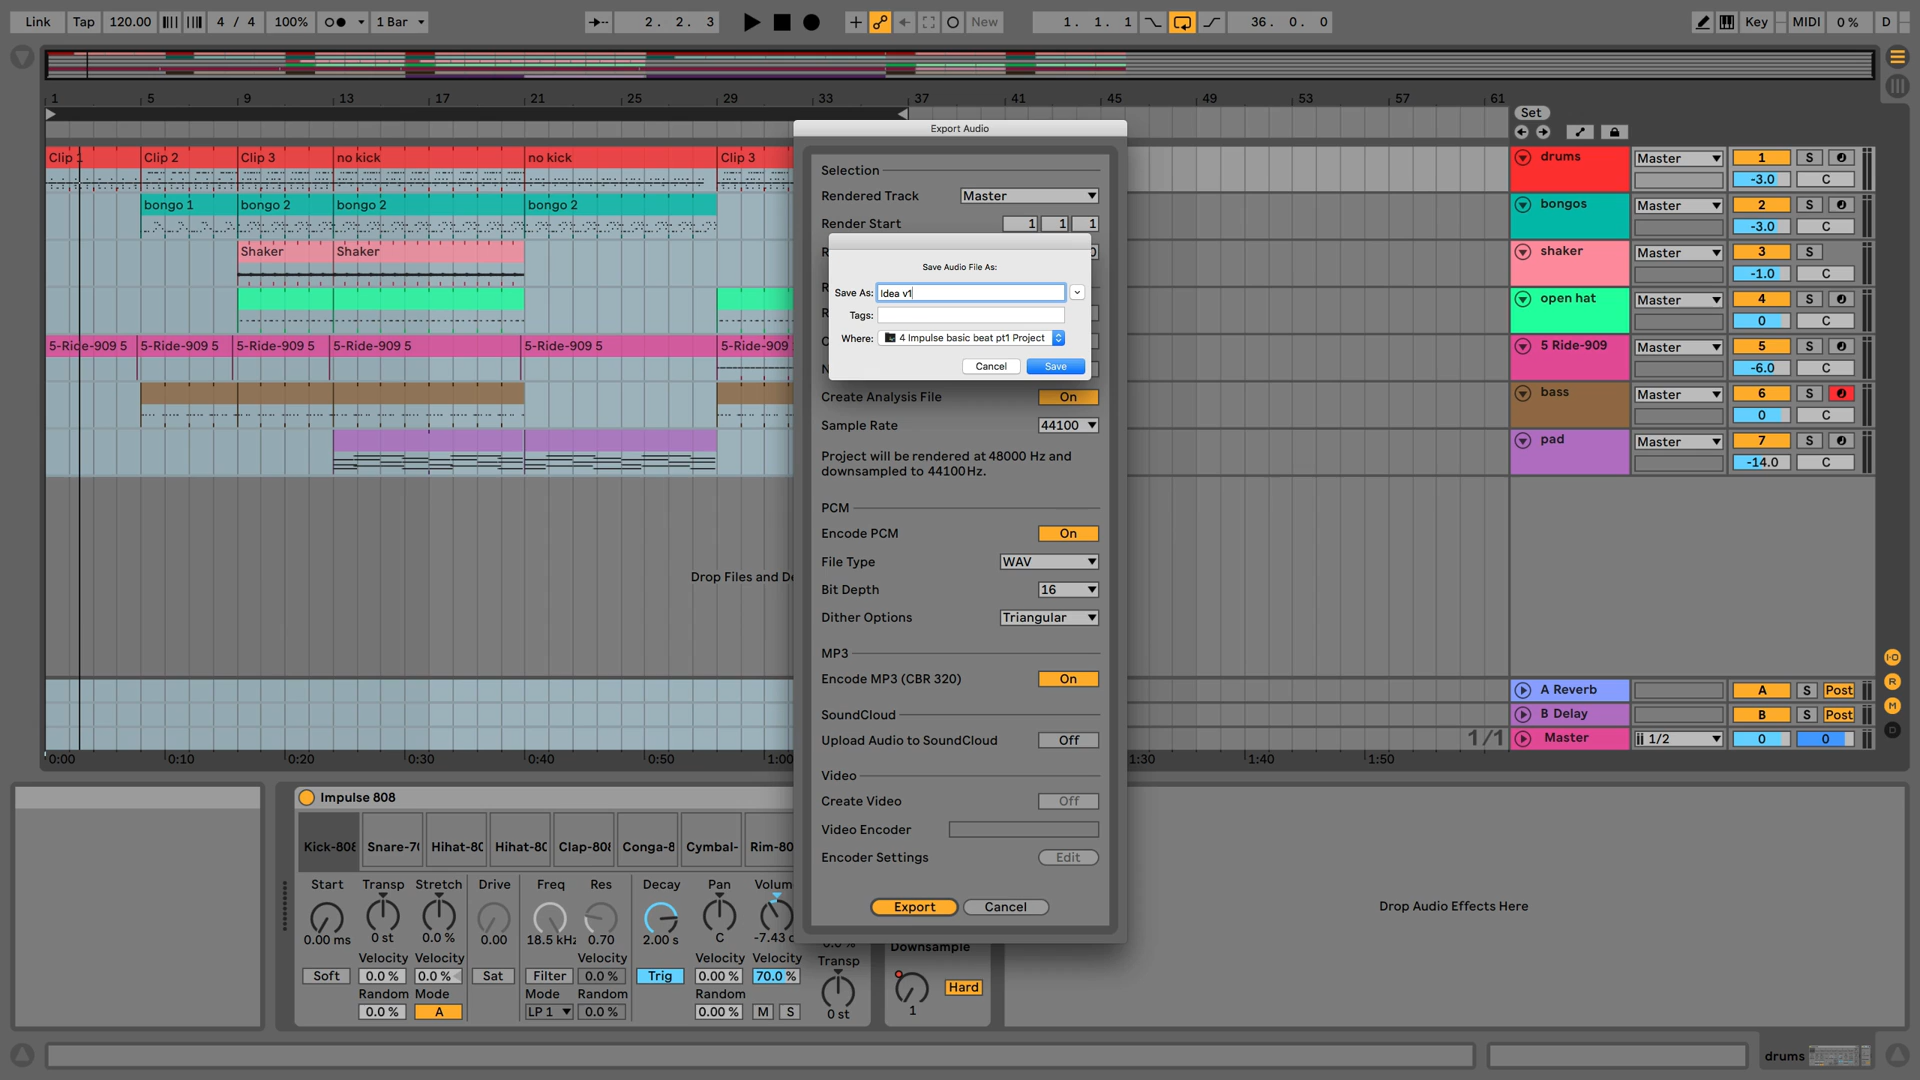 Link Tap 120.00 4 / 4 100% 1 Bar 2. 2. 3 New 1. 1. 1 36. 0. 0 Key MIDI 0 % D
1 5 9 13 17 21 25 29 33 37 41 45 49 53 57 61
Set
Export Audio
Clip 1 Clip 2 Clip 3 no kick no kick Clip 3
bongo 1 bongo 2 bongo 2 bongo 2
Shaker Shaker
5-Ride-909 5 5-Ride-909 5 5-Ride-909 5 5-Ride-909 5 5-Ride-909 5 5-Ride-909
Drop Files and De
0:00 0:10 0:20 0:30 0:40 0:50 1:00 1:30 1:40 1:50
1/1
Selection
Rendered Track Master
Render Start 1 1 1
Save Audio File As:
Save As: Idea v1
Tags:
Where: 4 Impulse basic beat pt1 Project
Cancel Save
Create Analysis File On
Sample Rate 44100
Project will be rendered at 48000 Hz and
downsampled to 44100Hz.
PCM
Encode PCM On
File Type WAV
Bit Depth 16
Dither Options Triangular
MP3
Encode MP3 (CBR 320) On
SoundCloud
Upload Audio to SoundCloud Off
Video
Create Video Off
Video Encoder
Encoder Settings Edit
Export Cancel
drums Master 1 S
-3.0 C
bongos Master 2 S
-3.0 C
shaker Master 3 S
-1.0 C
open hat Master 4 S
0 C
5 Ride-909 Master 5 S
-6.0 C
bass Master 6 S
0 C
pad Master 7 S
-14.0 C
I-O
R
M
D
A Reverb A S Post
B Delay B S Post
Master 1/2 0 0
Impulse 808
Kick-808 Snare-7 Hihat-80 Hihat-80 Clap-808 Conga-8 Cymbal- Rim-80
Start Transp Stretch Drive Freq Res Decay Pan Volum
0.00 ms 0 st 0.0 % 0.00 18.5 kHz 0.70 2.00 s C -7.43
Velocity Velocity Velocity Velocity Velocity
Soft 0.0 % 0.0 % Sat Filter 0.0 % Trig 0.00 % 70.0 %
Random Mode Mode Random Random
0.0 % A LP 1 0.0 % 0.00 % M S
0.0 %
Transp
0 st
Downsample
Hard
1
Drop Audio Effects Here
drums